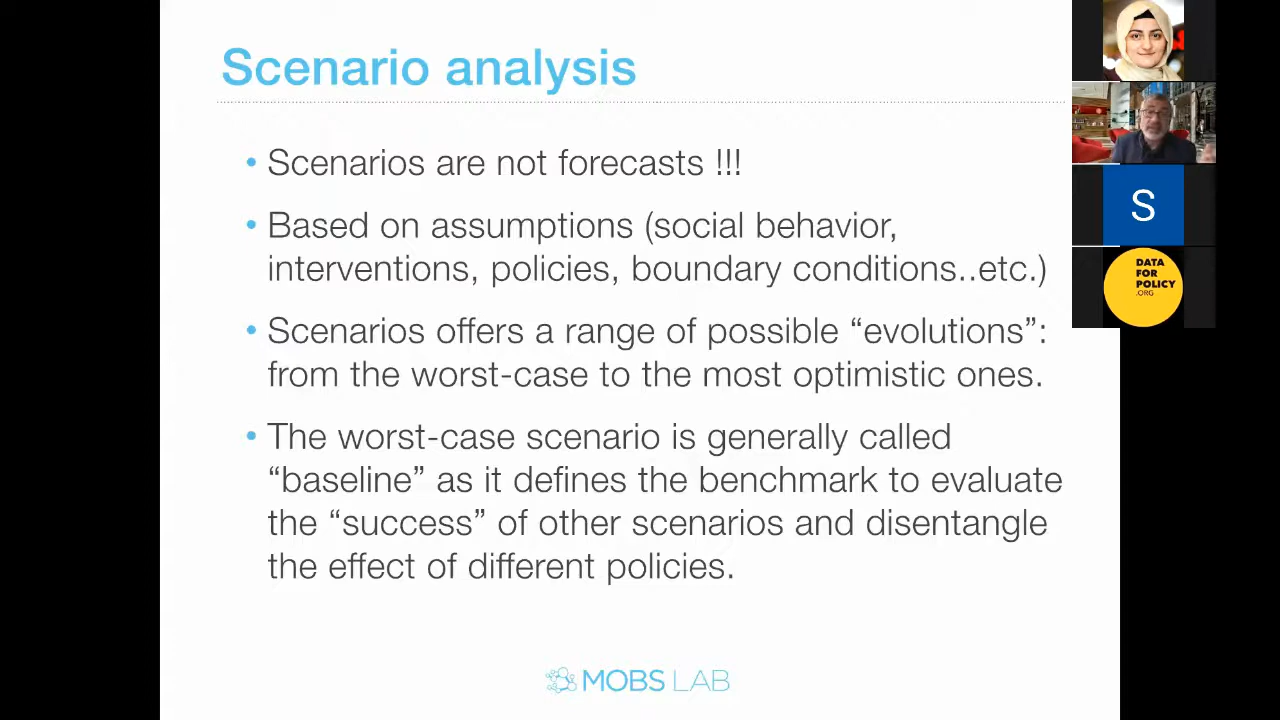 Scenario analysis
• Scenarios are not forecasts !!!
• Based on assumptions (social behavior,
interventions, policies, boundary conditions..etc.)
• Scenarios offers a range of possible “evolutions”:
from the worst-case to the most optimistic ones.
• The worst-case scenario is generally called
“baseline” as it defines the benchmark to evaluate
the “success” of other scenarios and disentangle
the effect of different policies.
MOBS LAB
S
DATA
FOR
POLICY
.ORG